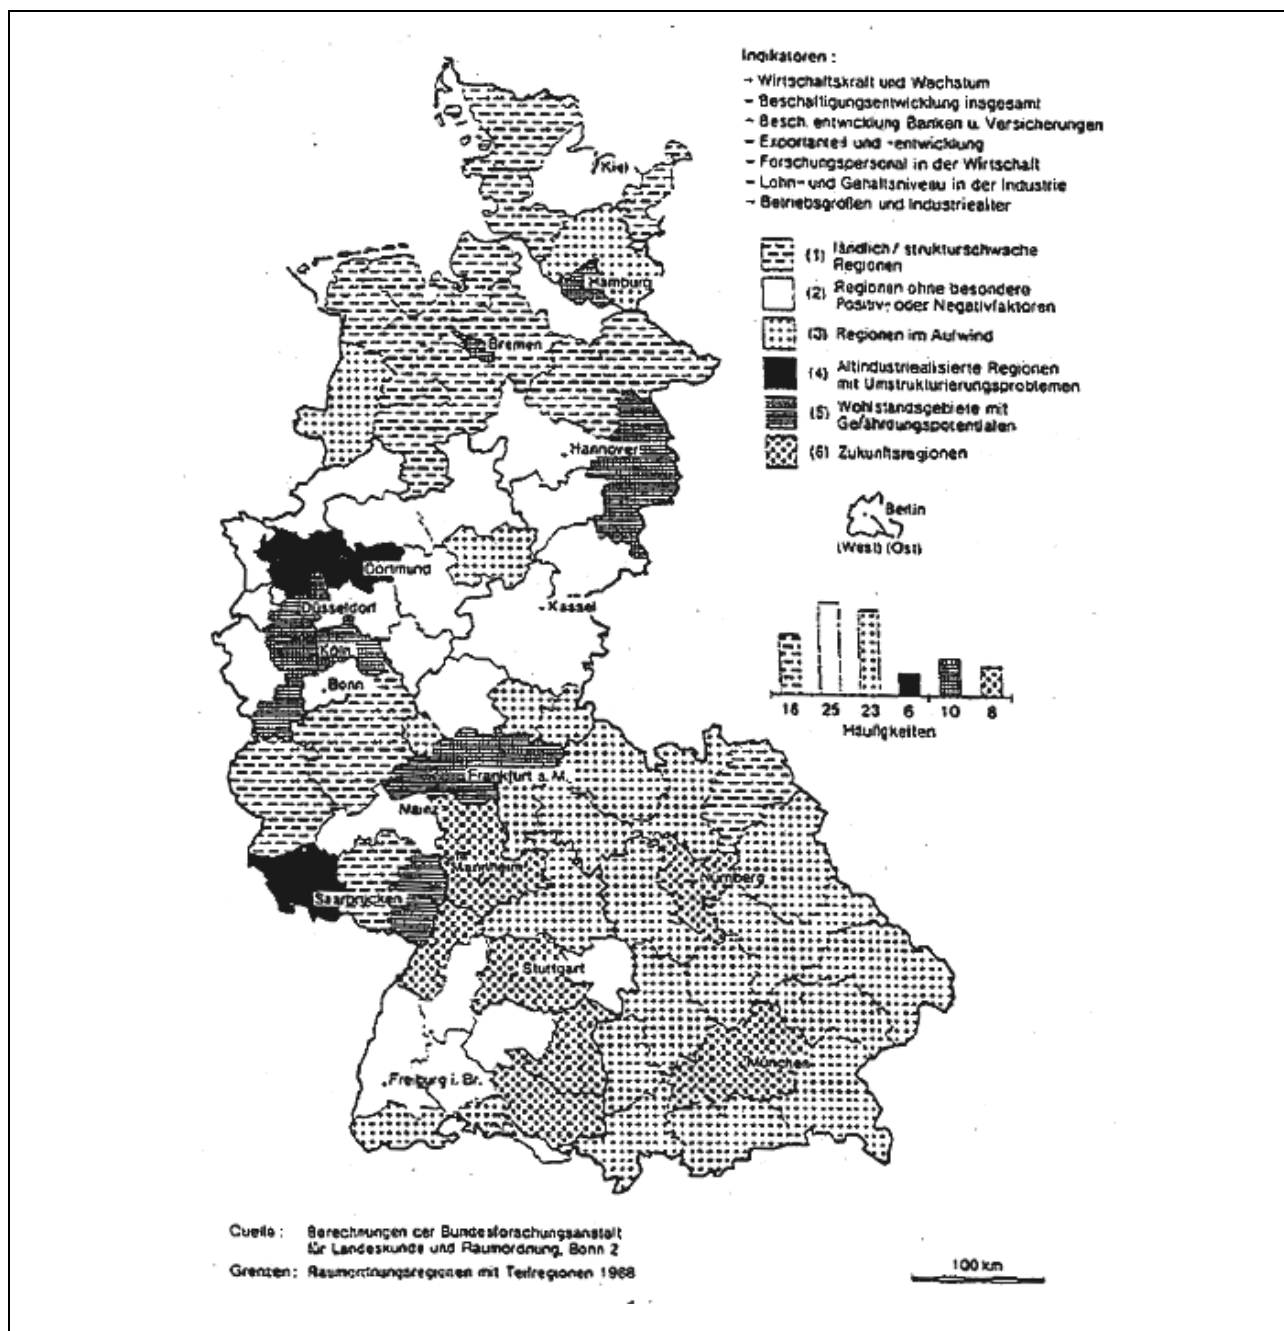 Indikatoren :
- Wirtschaftskraft und Wachstum
- Beschäftigungsentwicklung insgesamt
- Besch. entwicklung Banken u. Versicherungen
- Exportanteil und -entwicklung
- Forschungspersonal in der Wirtschaft
- Lohn- und Gehaltsniveau in der Industrie
- Betriebsgrößen und Industriealter
(1) ländlich / strukturschwache
Regionen
(2) Regionen ohne besondere
Positiv- oder Negativfaktoren
(3) Regionen im Aufwind
(4) Altindustriealisierte Regionen
mit Umstrukturierungsproblemen
(5) Wohlstandsgebiete mit
Gefährdungspotentialen
(6) Zukunftsregionen
Kiel
Hamburg
Bremen
Hannover
Berlin
(West) (Ost)
Dortmund
Düsseldorf
Kassel
Köln
Bonn
18 25 23 6 10 8
Häufigkeiten
Frankfurt a. M.
Mainz
Mannheim
Nürnberg
Saarbrücken
Stuttgart
München
Freiburg i. Br.
Quelle : Berechnungen der Bundesforschungsanstalt
für Landeskunde und Raumordnung, Bonn 2
Grenzen : Raumordnungsregionen mit Teilregionen 1988
100 km